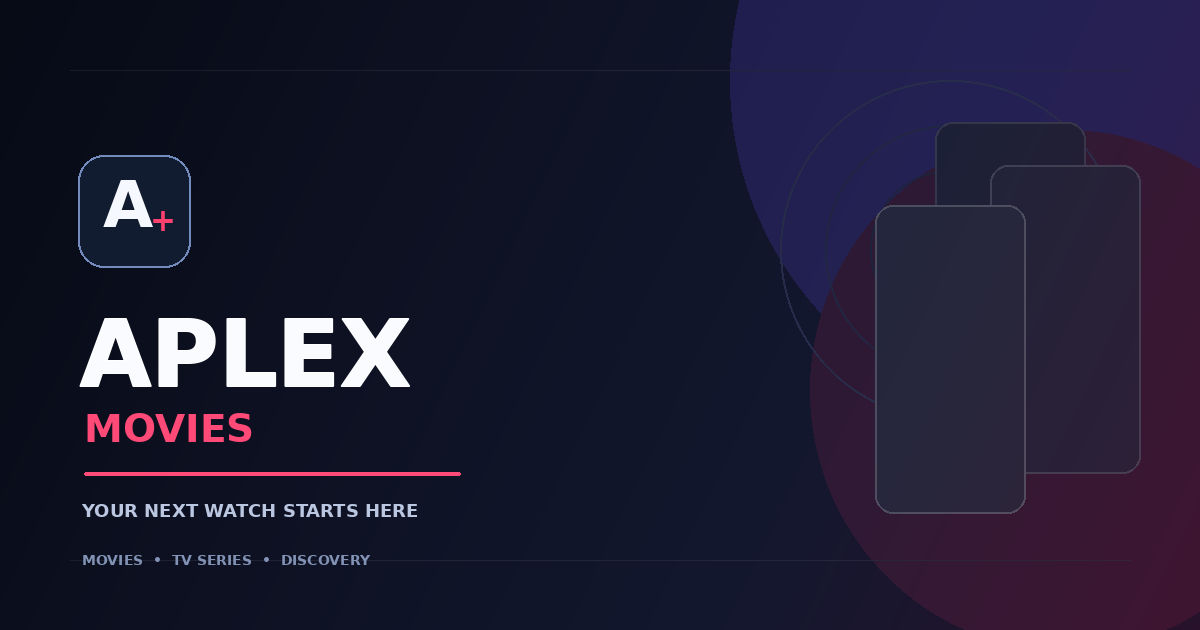 A+
APLEX
MOVIES
YOUR NEXT WATCH STARTS HERE
MOVIES • TV SERIES • DISCOVERY